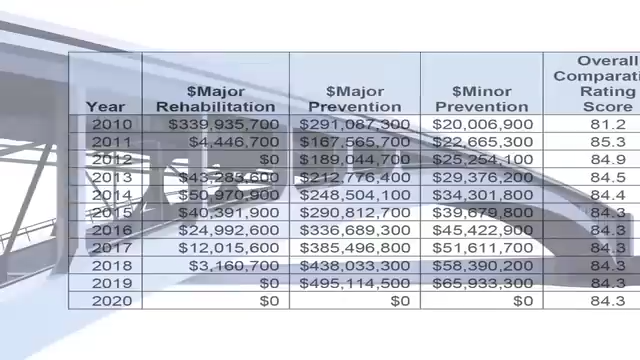 Year $Major Rehabilitation $Major Prevention $Minor Prevention Overall Comparati Rating Score
2010 $339,935,700 $291,087,300 $20,006,900 81.2
2011 $4,446,700 $167,565,700 $22,665,300 85.3
2012 $0 $189,044,700 $25,254,100 84.9
2013 $43,283,600 $212,776,400 $29,376,200 84.5
2014 $50,970,900 $248,504,100 $34,301,800 84.4
2015 $40,391,900 $290,812,700 $39,679,800 84.3
2016 $24,992,600 $336,689,300 $45,422,900 84.3
2017 $12,015,600 $385,496,800 $51,611,700 84.3
2018 $3,160,700 $438,033,300 $58,390,200 84.3
2019 $0 $495,114,500 $65,933,300 84.3
2020 $0 $0 $0 84.3